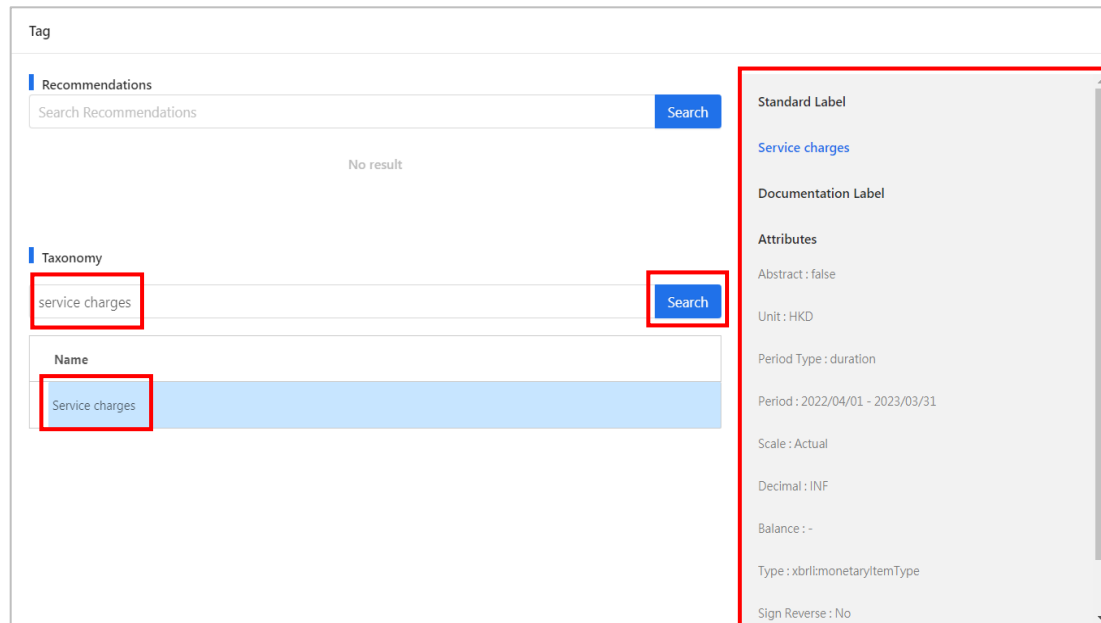 Tag
Recommendations
Search Recommendations
Search
No result
Taxonomy
service charges
Search
Name
Service charges
Standard Label
Service charges
Documentation Label
Attributes
Abstract : false
Unit : HKD
Period Type : duration
Period : 2022/04/01 - 2023/03/31
Scale : Actual
Decimal : INF
Balance : -
Type : xbrli:monetaryItemType
Sign Reverse : No